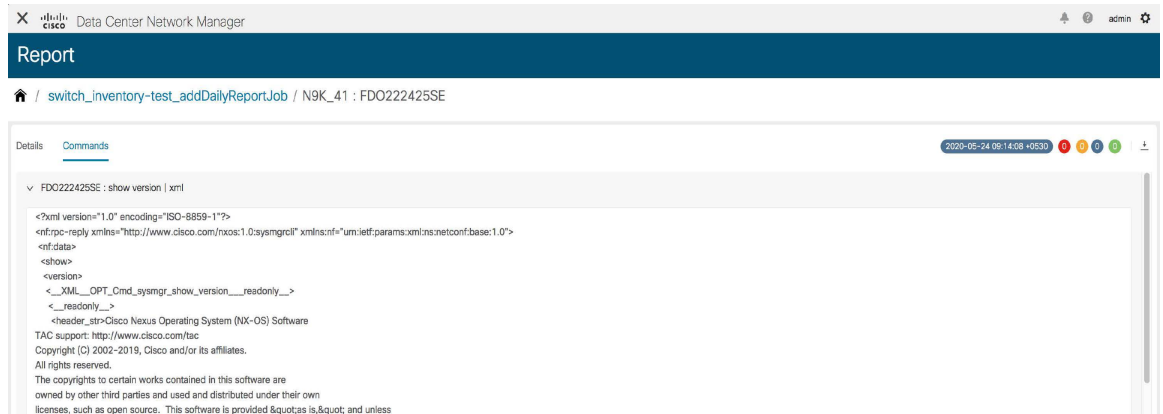 cisco Data Center Network Manager
admin
Report
/ switch_inventory-test_addDailyReportJob / N9K_41 : FDO222425SE
Details Commands
2020-05-24 09:14:08 +0530 0 0 0 0
FDO222425SE : show version | xml
<?xml version="1.0" encoding="ISO-8859-1"?>
<nf:rpc-reply xmlns="http://www.cisco.com/nxos:1.0:sysmgrcli" xmlns:nf="urn:ietf:params:xml:ns:netconf:base:1.0">
<nf:data>
<show>
<version>
<__XML__OPT_Cmd_sysmgr_show_version___readonly__>
<__readonly__>
<header_str>Cisco Nexus Operating System (NX-OS) Software
TAC support: http://www.cisco.com/tac
Copyright (C) 2002-2019, Cisco and/or its affiliates.
All rights reserved.
The copyrights to certain works contained in this software are
owned by other third parties and used and distributed under their own
licenses, such as open source. This software is provided &quot;as is,&quot; and unless